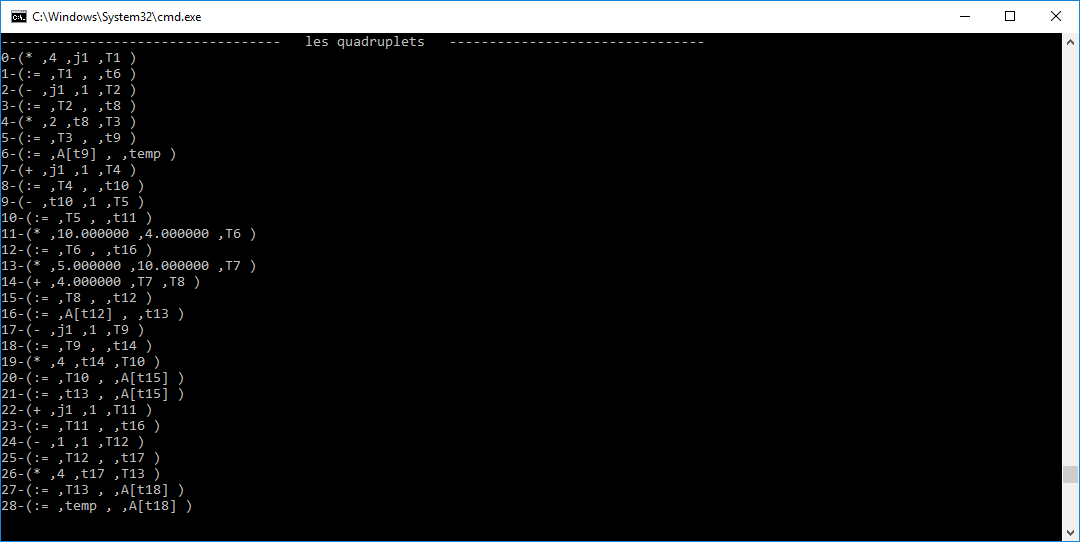 C:\Windows\System32\cmd.exe
-----------------------------------   les quadruplets   --------------------------------
0-(* ,4 ,j1 ,T1 )
1-(:= ,T1 , ,t6 )
2-(- ,j1 ,1 ,T2 )
3-(:= ,T2 , ,t8 )
4-(* ,2 ,t8 ,T3 )
5-(:= ,T3 , ,t9 )
6-(:= ,A[t9] , ,temp )
7-(+ ,j1 ,1 ,T4 )
8-(:= ,T4 , ,t10 )
9-(- ,t10 ,1 ,T5 )
10-(:= ,T5 , ,t11 )
11-(* ,10.000000 ,4.000000 ,T6 )
12-(:= ,T6 , ,t16 )
13-(* ,5.000000 ,10.000000 ,T7 )
14-(+ ,4.000000 ,T7 ,T8 )
15-(:= ,T8 , ,t12 )
16-(:= ,A[t12] , ,t13 )
17-(- ,j1 ,1 ,T9 )
18-(:= ,T9 , ,t14 )
19-(* ,4 ,t14 ,T10 )
20-(:= ,T10 , ,A[t15] )
21-(:= ,t13 , ,A[t15] )
22-(+ ,j1 ,1 ,T11 )
23-(:= ,T11 , ,t16 )
24-(- ,1 ,1 ,T12 )
25-(:= ,T12 , ,t17 )
26-(* ,4 ,t17 ,T13 )
27-(:= ,T13 , ,A[t18] )
28-(:= ,temp , ,A[t18] )